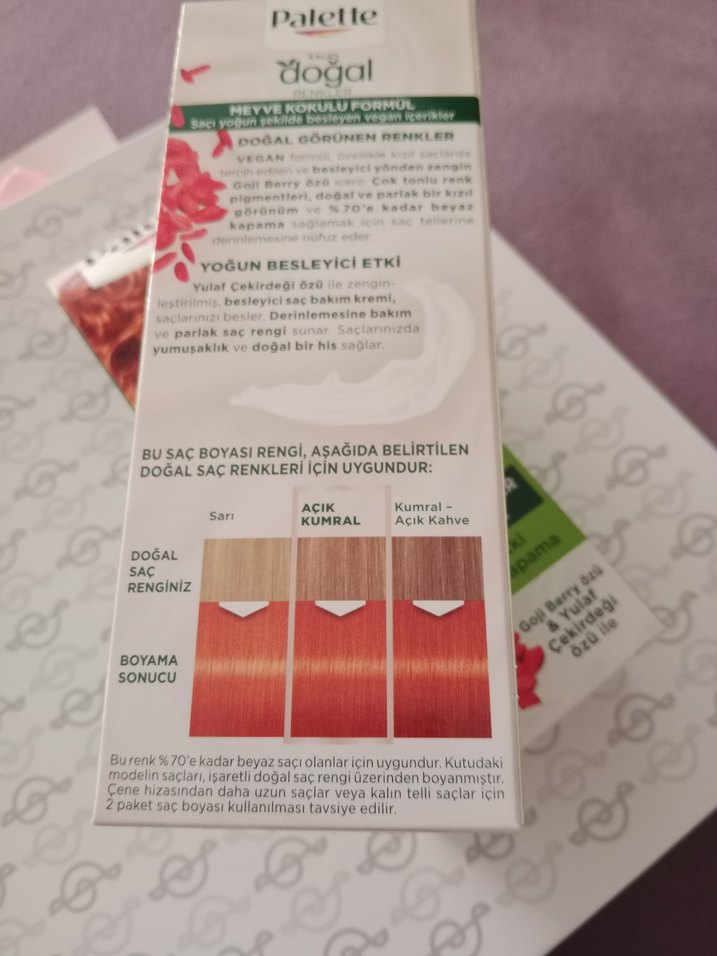 Palette
KALICI
doğal
RENKLER
MEYVE KOKULU FORMÜL
Saçı yoğun şekilde besleyen vegan içerikler
DOĞAL GÖRÜNEN RENKLER
VEGAN formül, özellikle kızıl saçlarda
tercih edilen ve besleyici yönden zengin
Goji Berry özü içerir. Çok tonlu renk
pigmentleri, doğal ve parlak bir kızıl
görünüm ve %70'e kadar beyaz
kapama sağlamak için saç tellerine
derinlemesine nüfuz eder.
YOĞUN BESLEYİCİ ETKİ
Yulaf Çekirdeği özü ile zengin-
leştirilmiş, besleyici saç bakım kremi,
saçlarınızı besler. Derinlemesine bakım
ve parlak saç rengi sunar. Saçlarınızda
yumuşaklık ve doğal bir his sağlar.
BU SAÇ BOYASI RENGİ, AŞAĞIDA BELİRTİLEN
DOĞAL SAÇ RENKLERİ İÇİN UYGUNDUR:
Sarı
AÇIK
KUMRAL
Kumral –
Açık Kahve
DOĞAL
SAÇ
RENGİNİZ
BOYAMA
SONUCU
Bu renk %70'e kadar beyaz saçı olanlar için uygundur. Kutudaki
modelin saçları, işaretli doğal saç rengi üzerinden boyanmıştır.
Çene hizasından daha uzun saçlar veya kalın telli saçlar için
2 paket saç boyası kullanılması tavsiye edilir.
Goji Berry özü
& Yulaf
Çekirdeği
özü ile